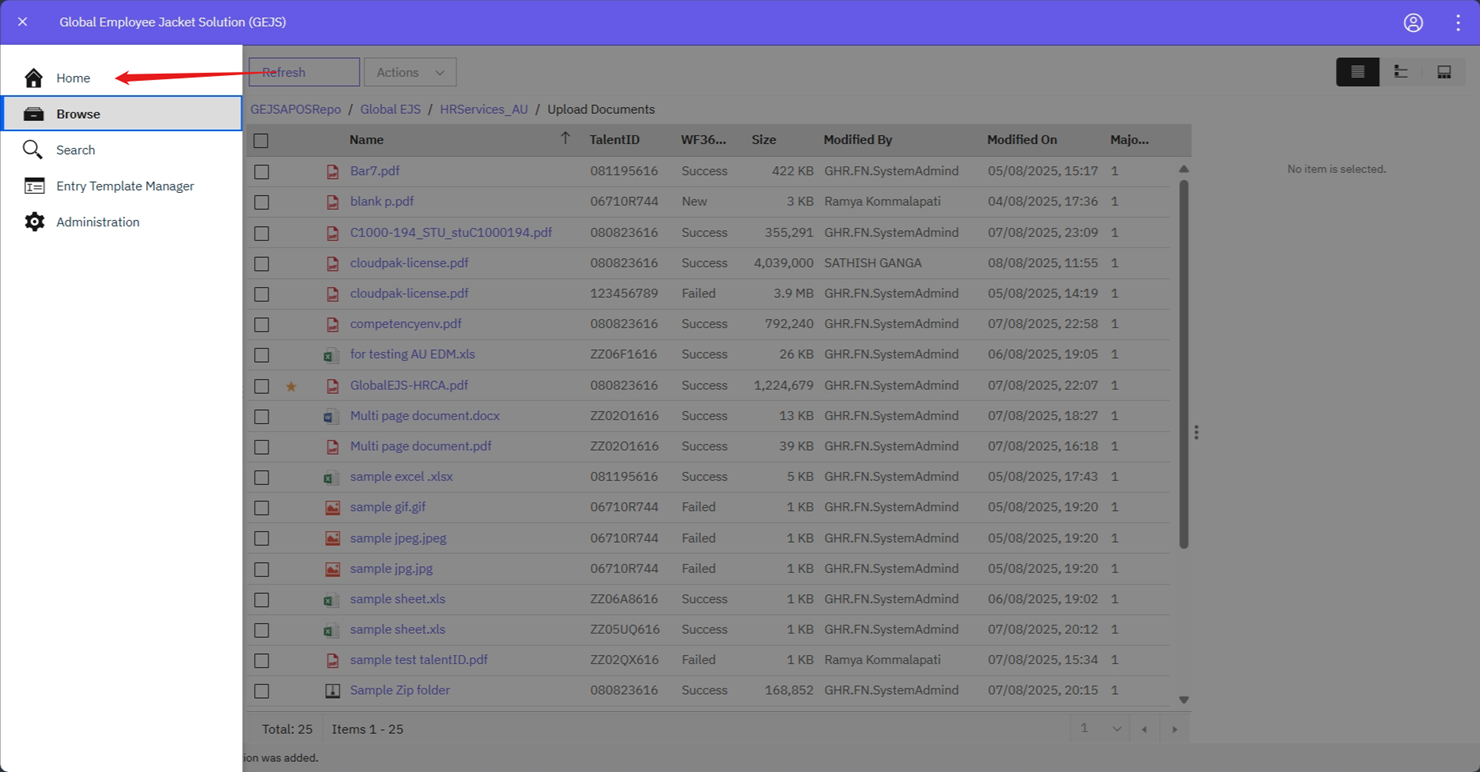 Global Employee Jacket Solution (GEJS)
Home
Browse
Search
Entry Template Manager
Administration
Refresh
Actions
GEJSAPOSRepo / Global EJS / HRServices_AU / Upload Documents
Name TalentID WF36... Size Modified By Modified On Majo...
Bar7.pdf 081195616 Success 422 KB GHR.FN.SystemAdmind 05/08/2025, 15:17 1
blank p.pdf 06710R744 New 3 KB Ramya Kommalapati 04/08/2025, 17:36 1
C1000-194_STU_stuC1000194.pdf 080823616 Success 355,291 GHR.FN.SystemAdmind 07/08/2025, 23:09 1
cloudpak-license.pdf 080823616 Success 4,039,000 SATHISH GANGA 08/08/2025, 11:55 1
cloudpak-license.pdf 123456789 Failed 3.9 MB GHR.FN.SystemAdmind 05/08/2025, 14:19 1
competencyenv.pdf 080823616 Success 792,240 GHR.FN.SystemAdmind 07/08/2025, 22:58 1
for testing AU EDM.xls ZZ06F1616 Success 26 KB GHR.FN.SystemAdmind 06/08/2025, 19:05 1
GlobalEJS-HRCA.pdf 080823616 Success 1,224,679 GHR.FN.SystemAdmind 07/08/2025, 22:07 1
Multi page document.docx ZZ02O1616 Success 13 KB GHR.FN.SystemAdmind 07/08/2025, 18:27 1
Multi page document.pdf ZZ02O1616 Success 39 KB GHR.FN.SystemAdmind 07/08/2025, 16:18 1
sample excel .xlsx 081195616 Success 5 KB GHR.FN.SystemAdmind 05/08/2025, 17:43 1
sample gif.gif 06710R744 Failed 1 KB GHR.FN.SystemAdmind 05/08/2025, 19:20 1
sample jpeg.jpeg 06710R744 Failed 1 KB GHR.FN.SystemAdmind 05/08/2025, 19:20 1
sample jpg.jpg 06710R744 Failed 1 KB GHR.FN.SystemAdmind 05/08/2025, 19:20 1
sample sheet.xls ZZ06A8616 Success 1 KB GHR.FN.SystemAdmind 06/08/2025, 19:02 1
sample sheet.xls ZZ05UQ616 Success 1 KB GHR.FN.SystemAdmind 07/08/2025, 20:12 1
sample test talentID.pdf ZZ02QX616 Failed 1 KB Ramya Kommalapati 07/08/2025, 15:34 1
Sample Zip folder 080823616 Success 168,852 GHR.FN.SystemAdmind 07/08/2025, 20:15 1
No item is selected.
Total: 25 Items 1 - 25 1
ion was added.